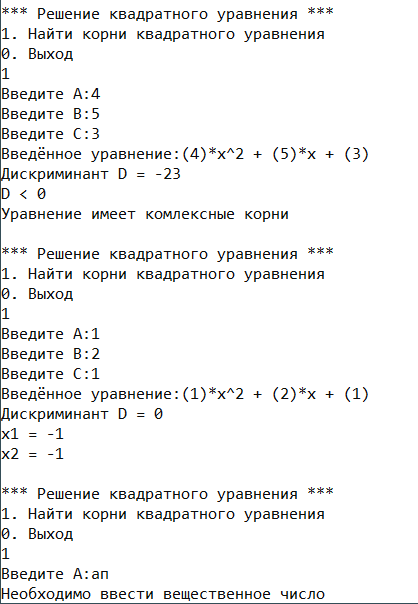 *** Решение квадратного уравнения ***
1. Найти корни квадратного уравнения
0. Выход
1
Введите A:4
Введите B:5
Введите C:3
Введённое уравнение:(4)*x^2 + (5)*x + (3)
Дискриминант D = -23
D < 0
Уравнение имеет комлексные корни
*** Решение квадратного уравнения ***
1. Найти корни квадратного уравнения
0. Выход
1
Введите A:1
Введите B:2
Введите C:1
Введённое уравнение:(1)*x^2 + (2)*x + (1)
Дискриминант D = 0
x1 = -1
x2 = -1
*** Решение квадратного уравнения ***
1. Найти корни квадратного уравнения
0. Выход
1
Введите A:ап
Необходимо ввести вещественное число